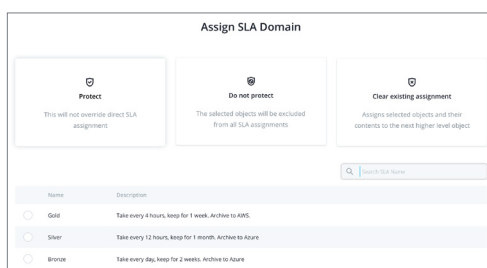 Assign SLA Domain
Protect
This will not override direct SLA
assignment
Do not protect
The selected objects will be excluded
from all SLA assignments
Clear existing assignment
Assigns selected objects and their
contents to the next higher level object
Search SLA Name
Name Description
Gold Take every 4 hours, keep for 1 week. Archive to AWS.
Silver Take every 12 hours, keep for 1 month. Archive to Azure
Bronze Take every day, keep for 2 weeks. Archive to Azure